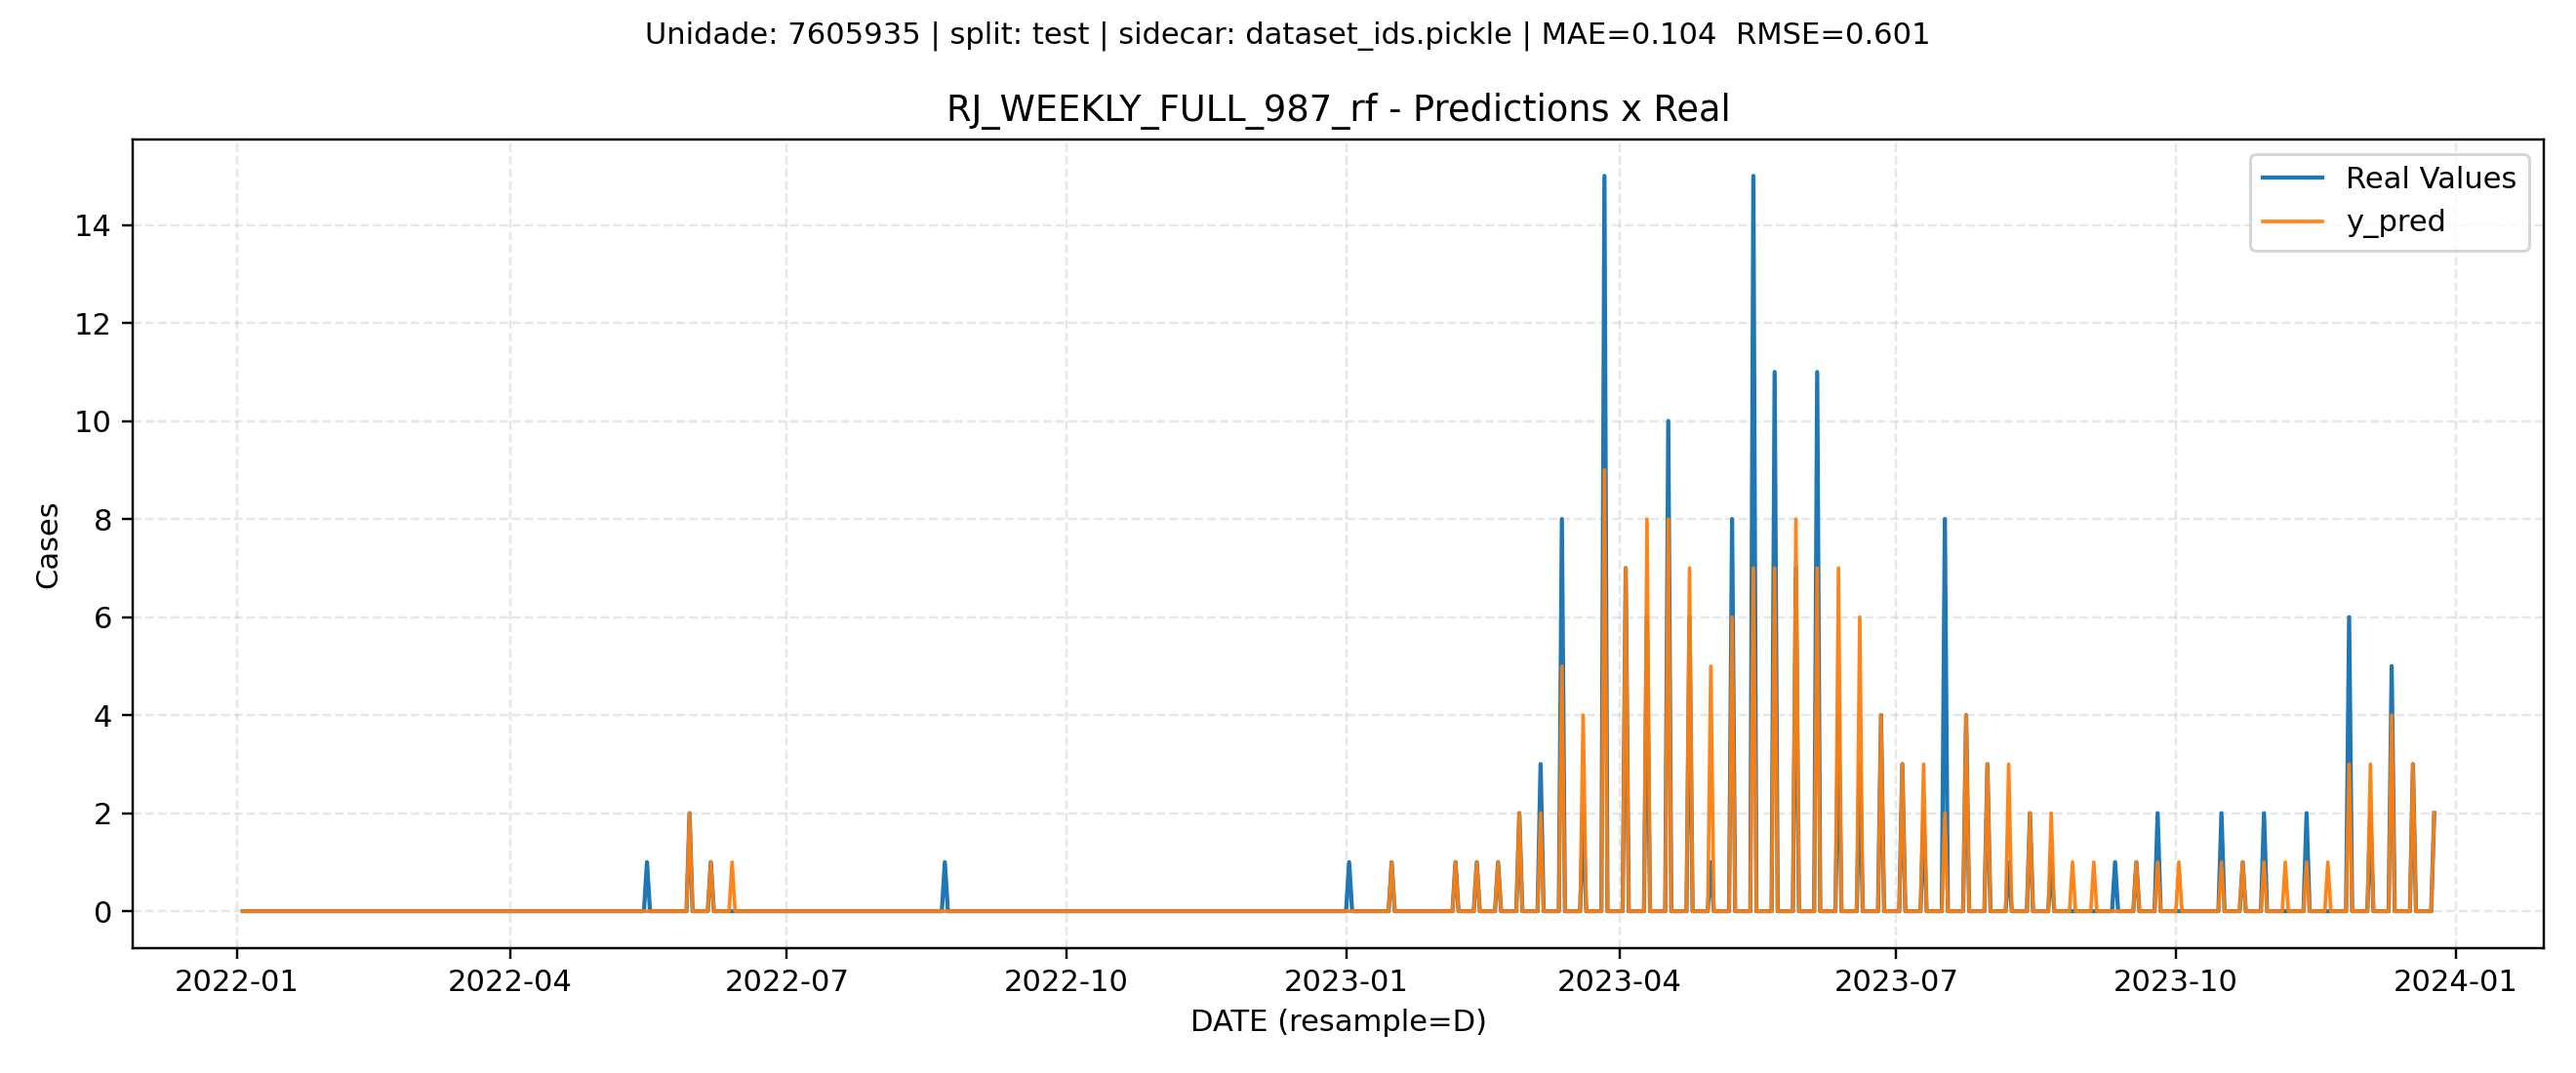 Unidade: 7605935 | split: test | sidecar: dataset_ids.pickle | MAE=0.104  RMSE=0.601
RJ_WEEKLY_FULL_987_rf - Predictions x Real
Real Values
y_pred
14
12
10
8
6
4
2
0
Cases
2022-01
2022-04
2022-07
2022-10
2023-01
2023-04
2023-07
2023-10
2024-01
DATE (resample=D)